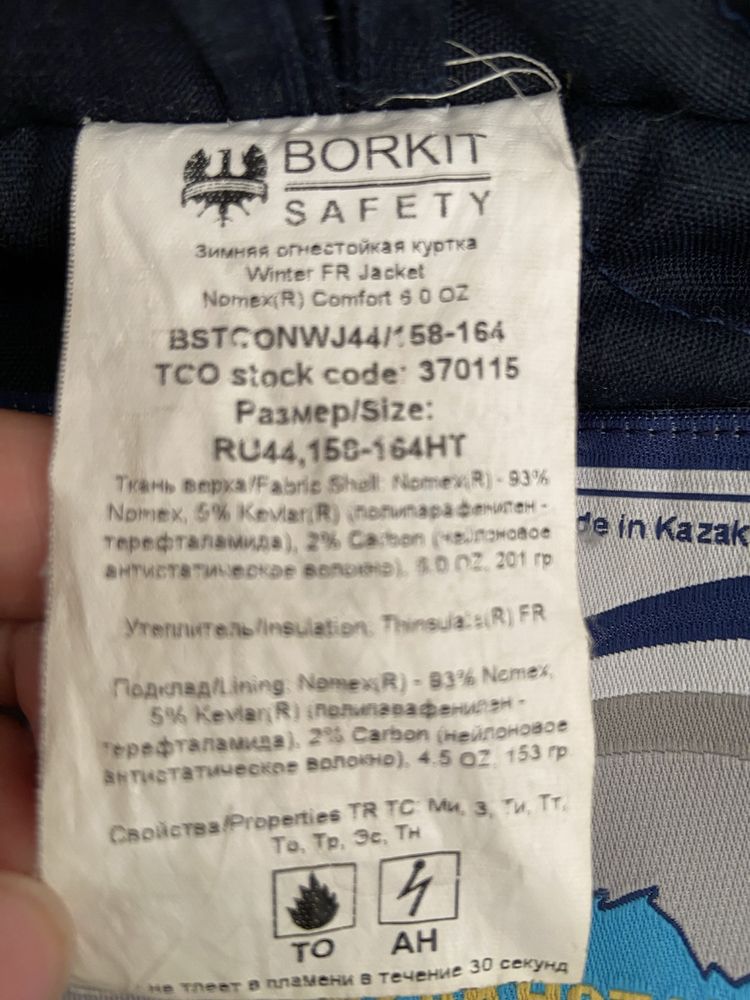 BORKIT
SAFETY
Зимняя огнестойкая куртка
Winter FR Jacket
Nomex(R) Comfort 6.0 OZ
BSTCONWJ44/158-164
TCO stock code: 370115
Размер/Size:
RU44,158-164HT
Ткань верха/Fabric Shell: Nomex(R) - 93%
Nomex, 5% Kevlar(R) (полипарафенилен -
терефталамида), 2% Carbon (нейлоновое
антистатическое волокно), 6.0 OZ, 201 гр
Утеплитель/Insulation: Thinsulate(R) FR
Подклад/Lining: Nomex(R) - 93% Nomex,
5% Kevlar(R) (полипарафенилен -
терефталамида), 2% Carbon (нейлоновое
антистатическое волокно), 4.5 OZ, 153 гр
Свойства/Properties TR TC: Ми, З, Ти, Тт,
То, Тр, Эс, Тн
ТО АН
не тлеет в пламени в течение 30 секунд
de in Kazak